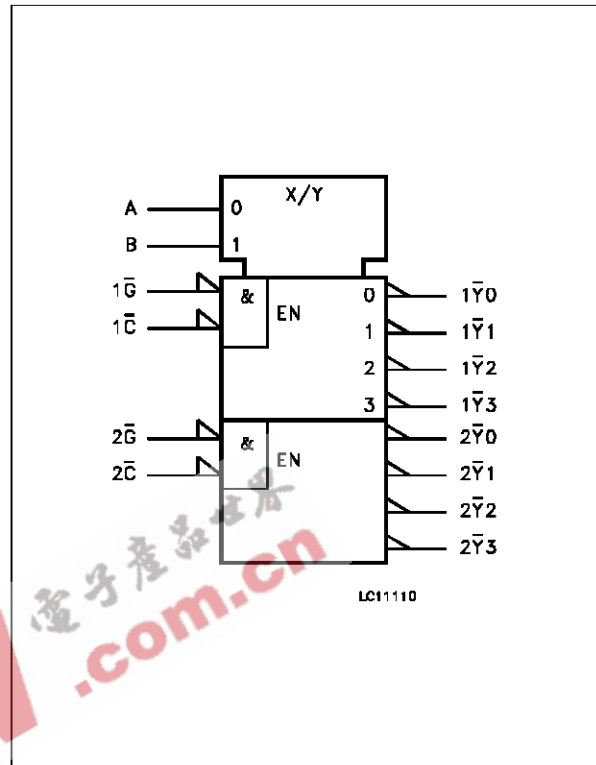 X/Y
A 0
B 1
1G̅ & EN 0 1Y̅0
1C̅ 1 1Y̅1
2 1Y̅2
3 1Y̅3
2G̅ & EN 2Y̅0
2C̅ 2Y̅1
2Y̅2
2Y̅3
LC11110
電子產品世界
.com.cn